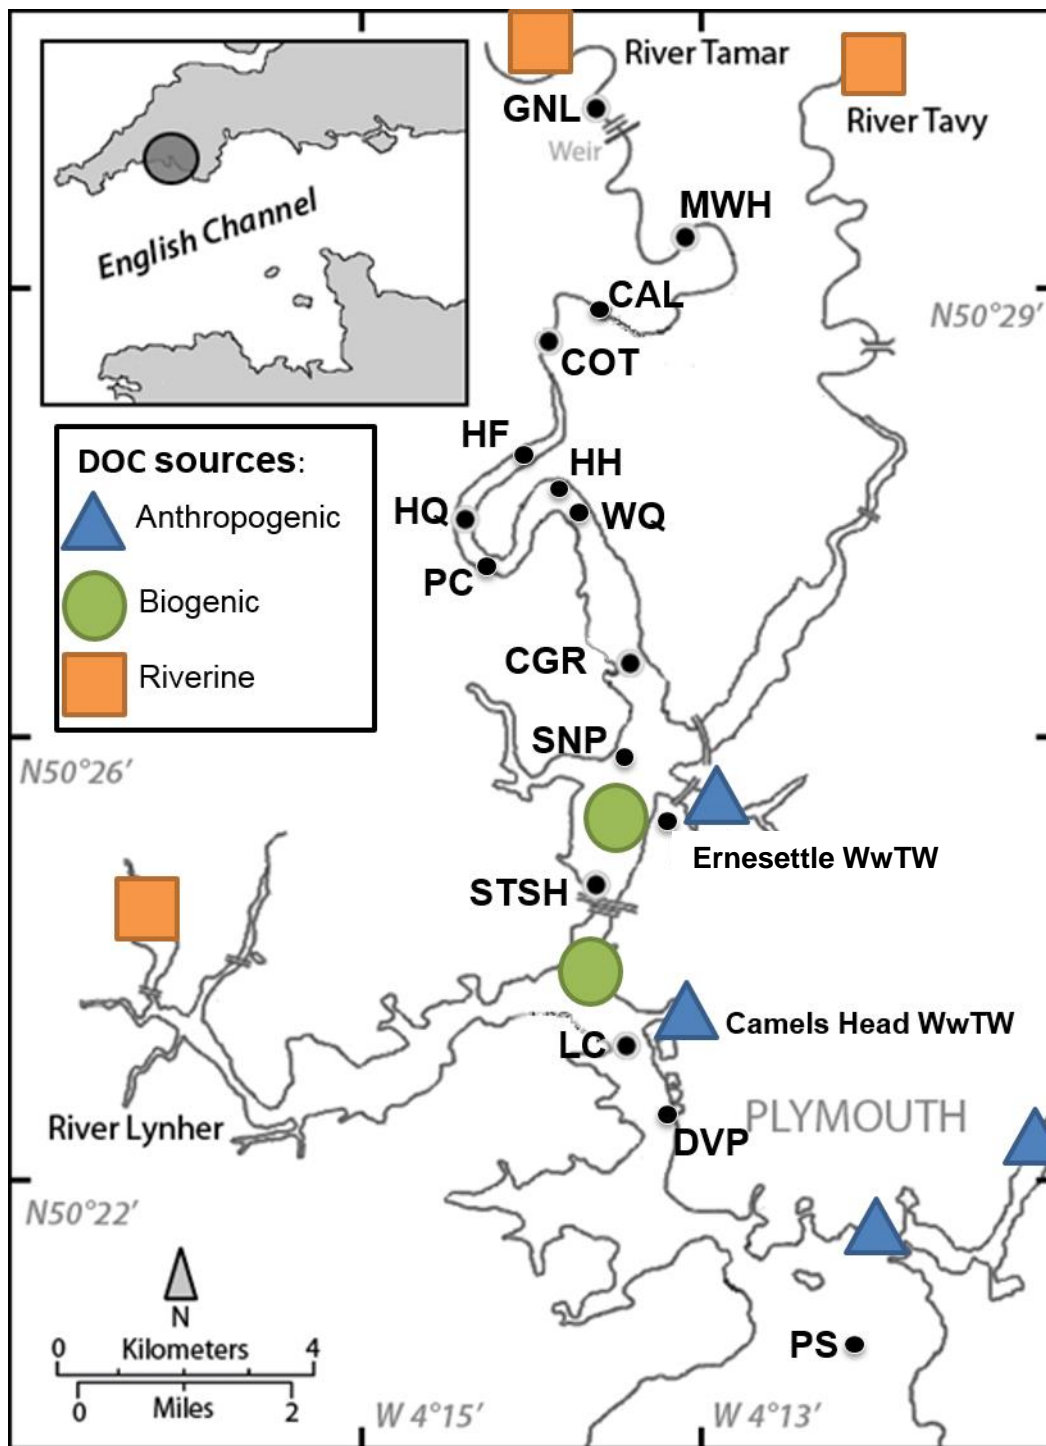 River Tamar
GNL
Weir
River Tavy
English Channel
MWH
CAL
N50°29′
COT
HF
HH
DOC sources:
Anthropogenic
Biogenic
Riverine
HQ
WQ
PC
CGR
SNP
N50°26′
Ernesettle WwTW
STSH
Camels Head WwTW
LC
River Lynher
PLYMOUTH
DVP
N50°22′
N
0 Kilometers 4
0 Miles 2
PS
W 4°15′
W 4°13′